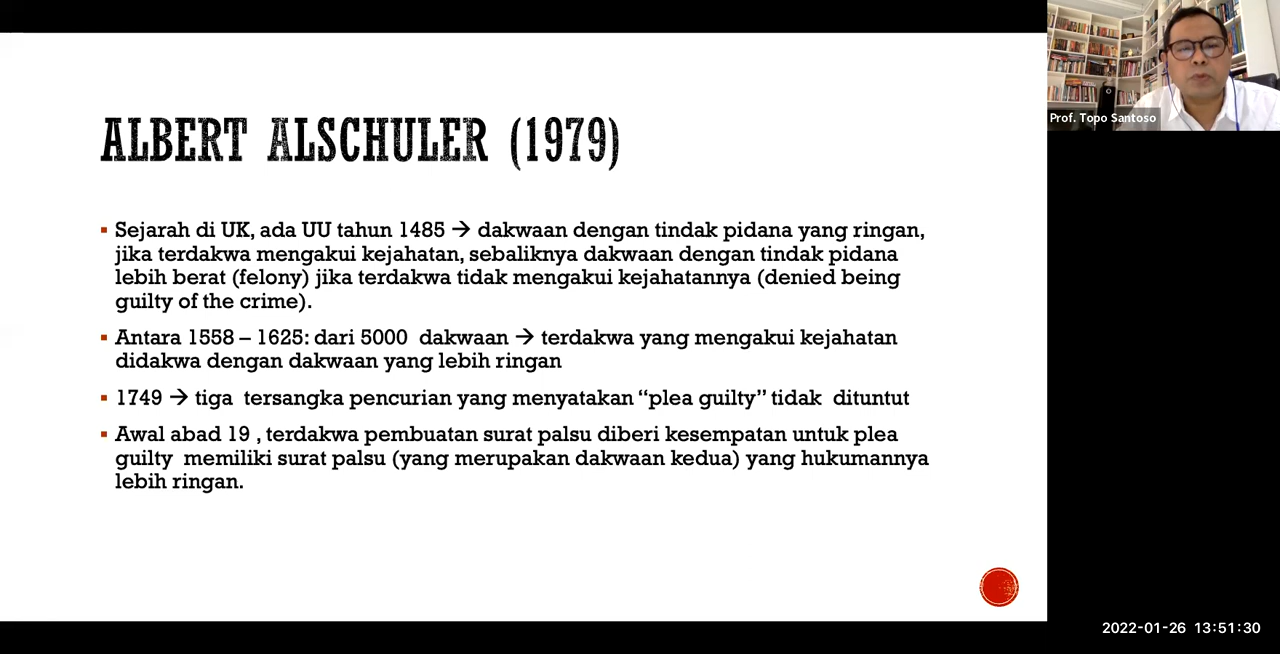 ALBERT ALSCHULER (1979)
▪ Sejarah di UK, ada UU tahun 1485 → dakwaan dengan tindak pidana yang ringan,
jika terdakwa mengakui kejahatan, sebaliknya dakwaan dengan tindak pidana
lebih berat (felony) jika terdakwa tidak mengakui kejahatannya (denied being
guilty of the crime).
▪ Antara 1558 – 1625: dari 5000 dakwaan → terdakwa yang mengakui kejahatan
didakwa dengan dakwaan yang lebih ringan
▪ 1749 → tiga tersangka pencurian yang menyatakan “plea guilty” tidak dituntut
▪ Awal abad 19 , terdakwa pembuatan surat palsu diberi kesempatan untuk plea
guilty memiliki surat palsu (yang merupakan dakwaan kedua) yang hukumannya
lebih ringan.
Prof. Topo Santoso
2022-01-26 13:51:30